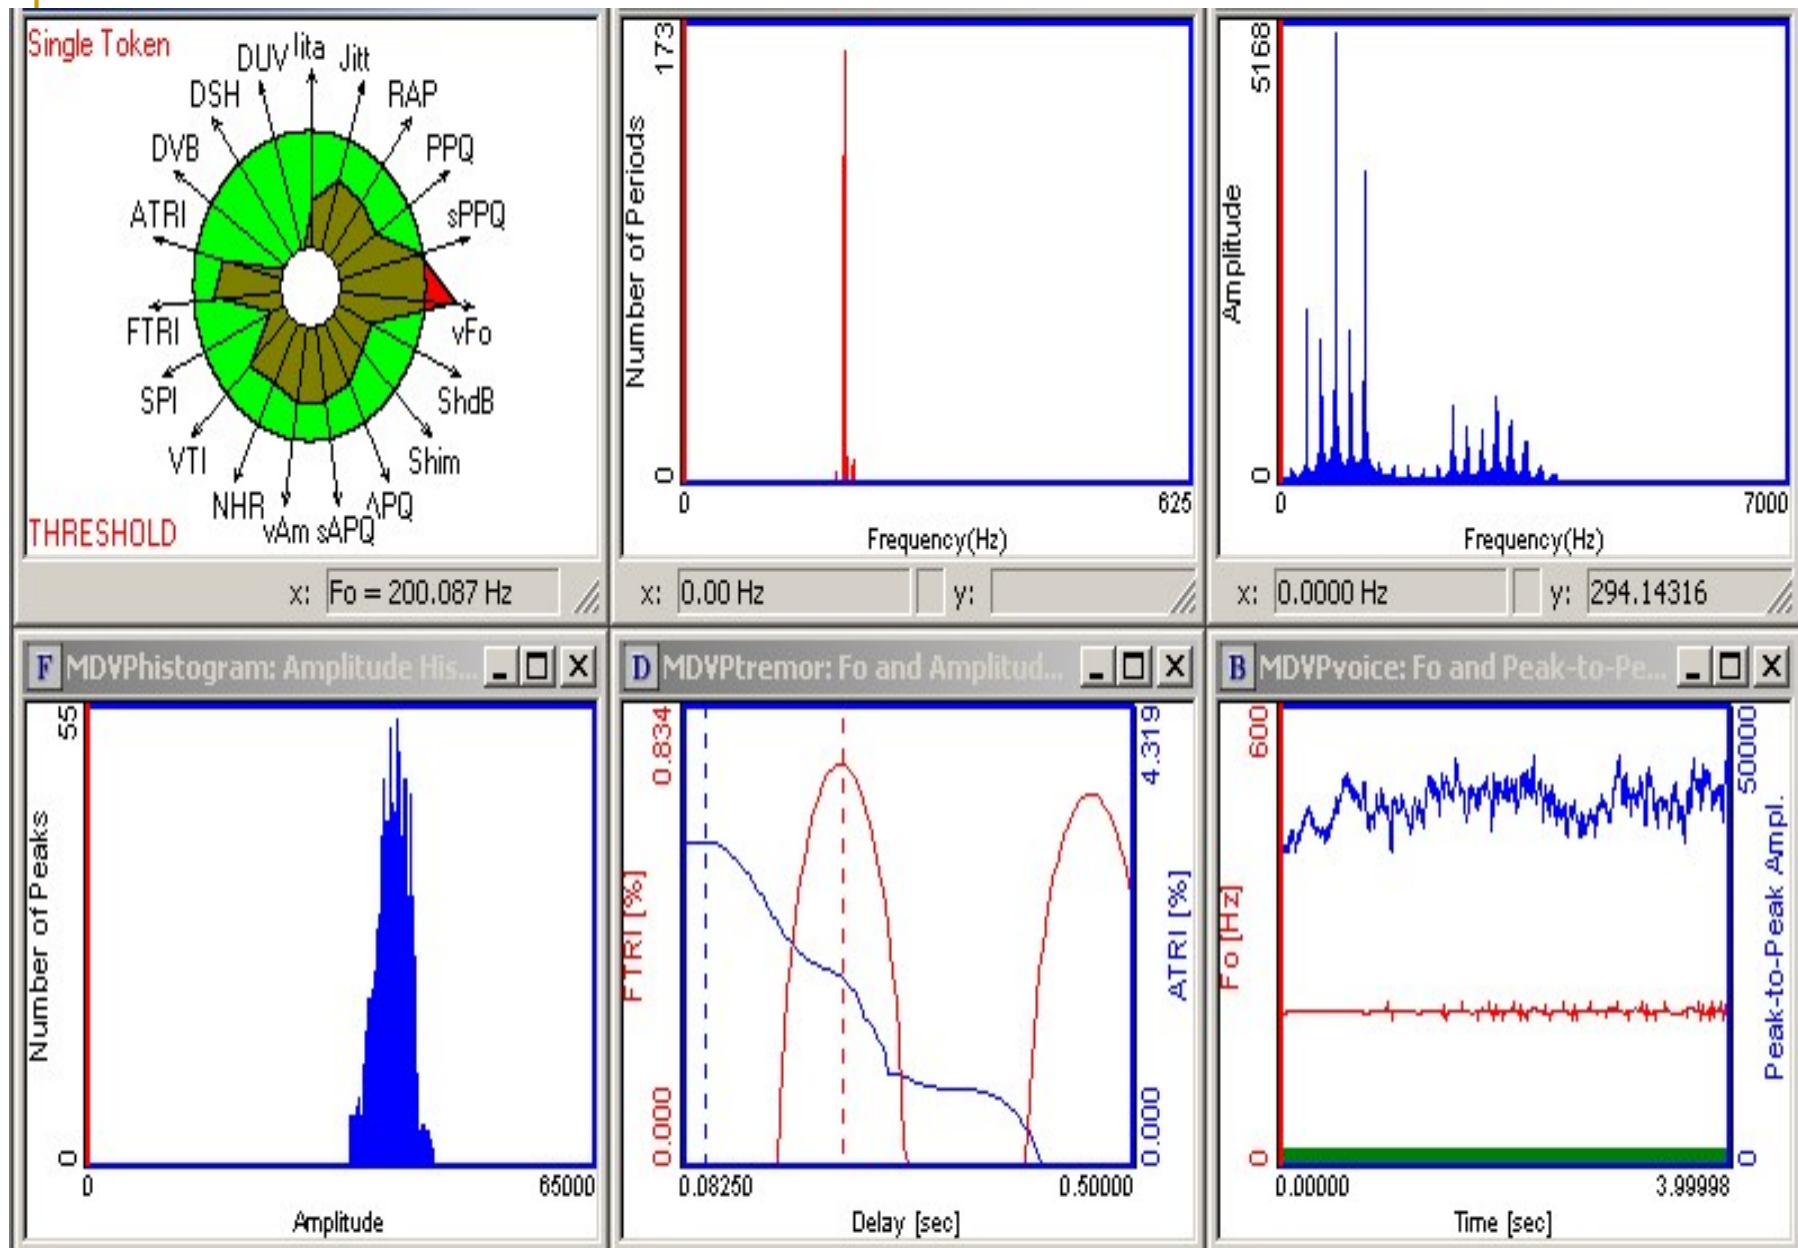 Single Token
lita
Jitt
RAP
PPQ
sPPQ
vFo
ShdB
Shim
^PQ
sAPQ
vAm
NHR
VTI
SPI
FTRI
ATRI
DVB
DSH
DUV
THRESHOLD
x: Fo = 200.087 Hz
173
Number of Periods
0
0 625
Frequency(Hz)
x: 0.00 Hz y:
5168
Amplitude
0
0 7000
Frequency(Hz)
x: 0.0000 Hz y: 294.14316
F MDVPhistogram: Amplitude His...
55
Number of Peaks
0
0 65000
Amplitude
D MDVPtremor: Fo and Amplitud...
0.834
FTRI [%]
0.000
4.319
ATRI [%]
0.000
0.08250 0.50000
Delay [sec]
B MDVPvoice: Fo and Peak-to-Pe...
600
Fo [Hz]
0
50000
Peak-to-Peak Ampl.
0
0.00000 3.99998
Time [sec]